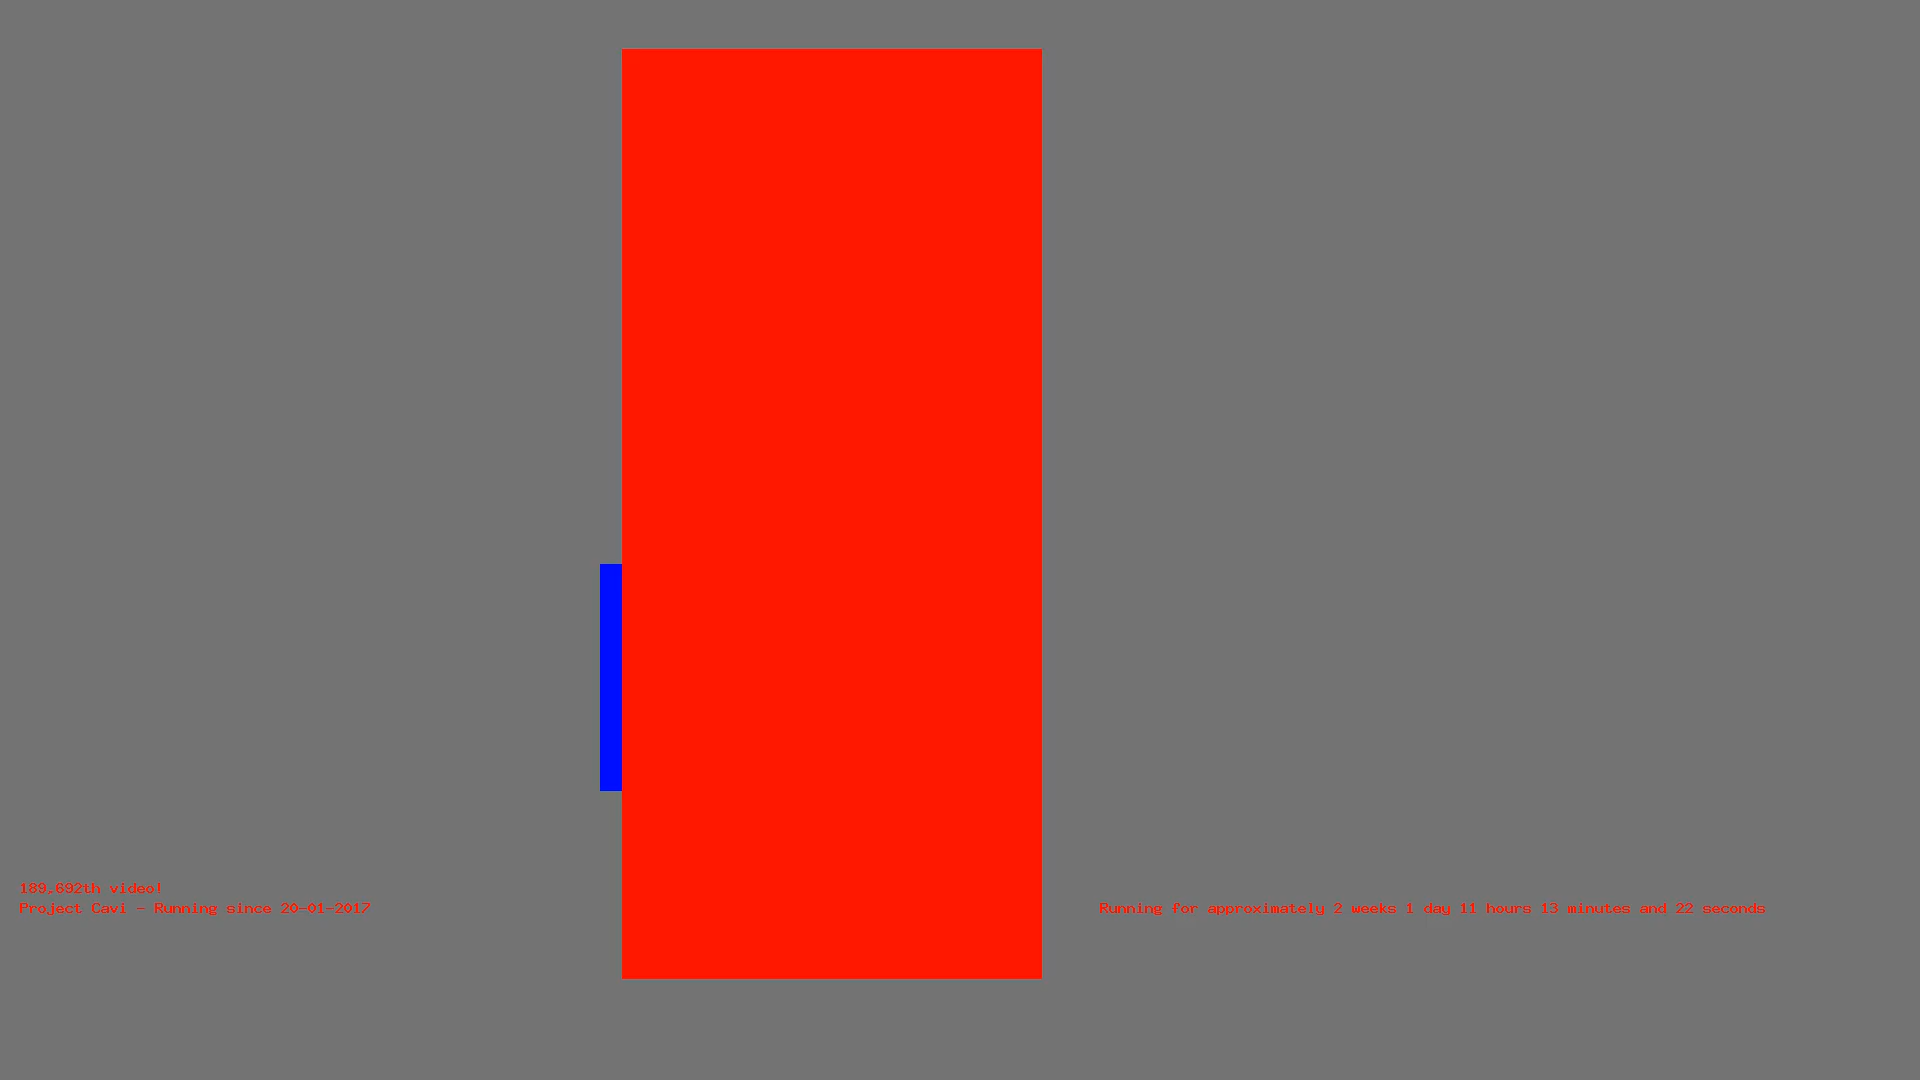 189,692th video!
Project Cavi - Running since 20-01-2017
Running for approximately 2 weeks 1 day 11 hours 13 minutes and 22 seconds